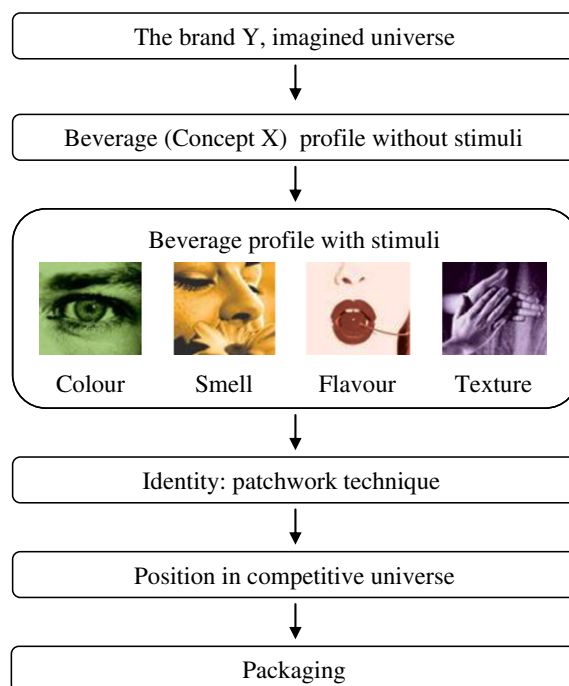 The brand Y, imagined universe
Beverage (Concept X) profile without stimuli
Beverage profile with stimuli
Colour Smell Flavour Texture
Identity: patchwork technique
Position in competitive universe
Packaging